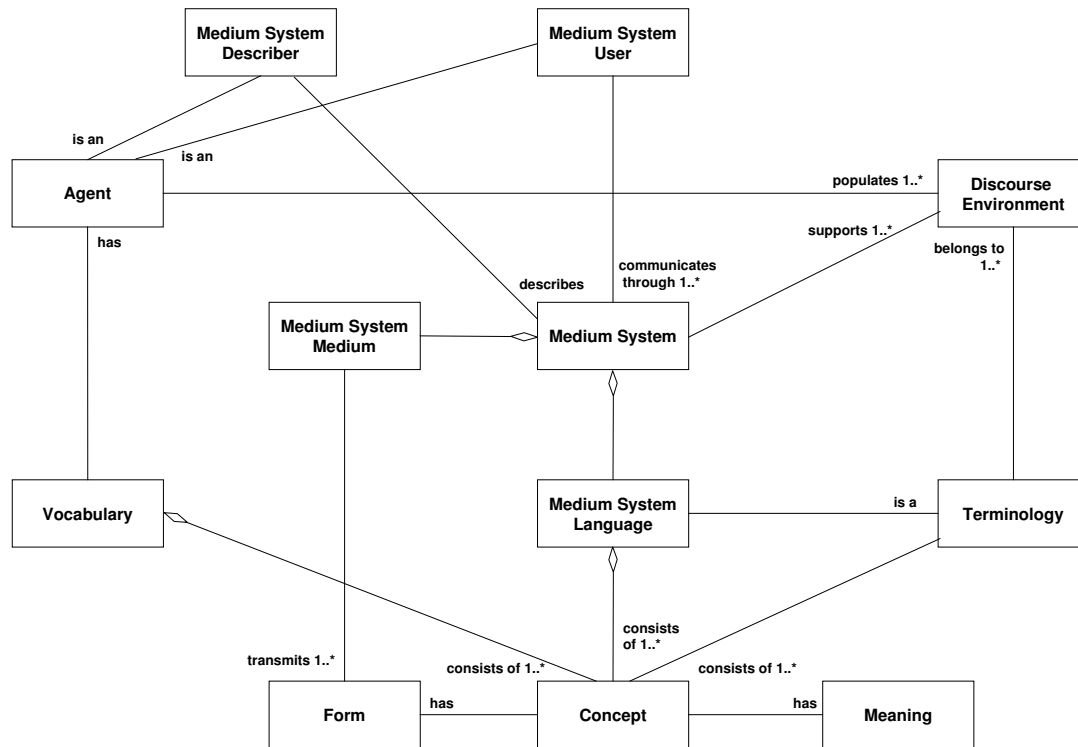 Medium System
Describer
Medium System
User
is an
is an
Agent
populates 1..*
Discourse
Environment
has
supports 1..*
belongs to
1..*
communicates
through 1..*
describes
Medium System
Medium
Medium System
Vocabulary
Medium System
Language
is a
Terminology
consists
of 1..*
transmits 1..*
consists of 1..*
consists of 1..*
Form
has
Concept
has
Meaning